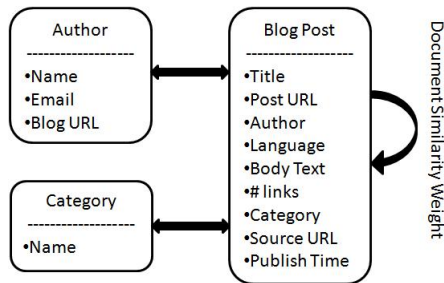 Author
--------------------
•Name
•Email
•Blog URL
Category
------------------
•Name
Blog Post
--------------------
•Title
•Post URL
•Author
•Language
•Body Text
•# links
•Category
•Source URL
•Publish Time
Document Similarity Weight